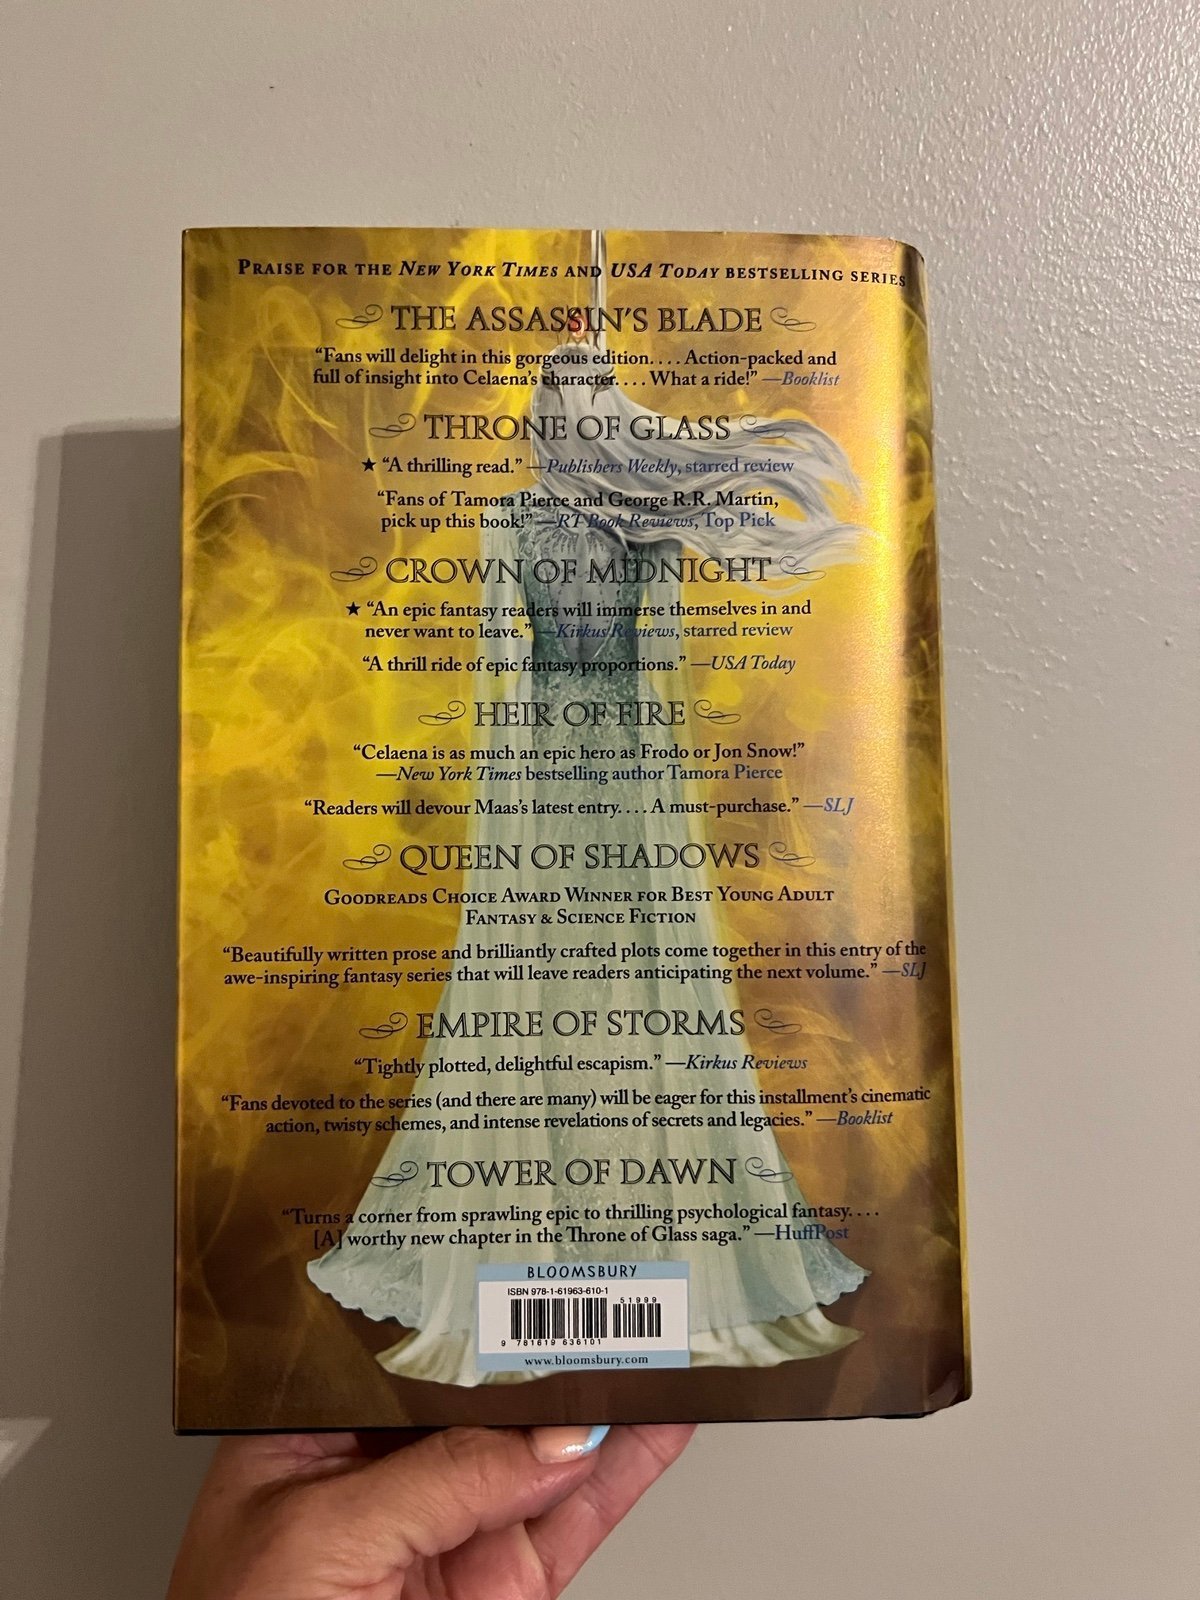 PRAISE FOR THE NEW YORK TIMES AND USA TODAY BESTSELLING SERIES
THE ASSASSIN'S BLADE
“Fans will delight in this gorgeous edition. . . . Action-packed and
full of insight into Celaena's character. . . . What a ride!” —Booklist
THRONE OF GLASS
★ “A thrilling read.” —Publishers Weekly, starred review
“Fans of Tamora Pierce and George R.R. Martin,
pick up this book!” —RT Book Reviews, Top Pick
CROWN OF MIDNIGHT
★ “An epic fantasy readers will immerse themselves in and
never want to leave.” —Kirkus Reviews, starred review
“A thrill ride of epic fantasy proportions.” —USA Today
HEIR OF FIRE
“Celaena is as much an epic hero as Frodo or Jon Snow!”
—New York Times bestselling author Tamora Pierce
“Readers will devour Maas's latest entry. . . . A must-purchase.” —SLJ
QUEEN OF SHADOWS
GOODREADS CHOICE AWARD WINNER FOR BEST YOUNG ADULT
FANTASY & SCIENCE FICTION
“Beautifully written prose and brilliantly crafted plots come together in this entry of the
awe-inspiring fantasy series that will leave readers anticipating the next volume.” —SLJ
EMPIRE OF STORMS
“Tightly plotted, delightful escapism.” —Kirkus Reviews
“Fans devoted to the series (and there are many) will be eager for this installment's cinematic
action, twisty schemes, and intense revelations of secrets and legacies.” —Booklist
TOWER OF DAWN
“Turns a corner from sprawling epic to thrilling psychological fantasy. . . .
[A] worthy new chapter in the Throne of Glass saga.” —HuffPost
BLOOMSBURY
ISBN 978-1-61963-610-1
51999
9 781619 636101
www.bloomsbury.com